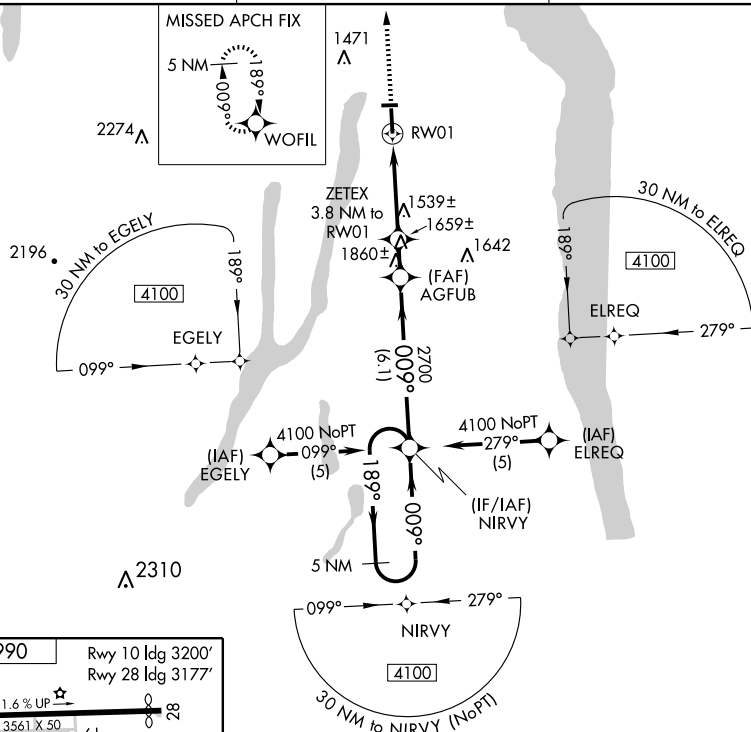 MISSED APCH FIX
5 NM
189°
009°
WOFIL
1471
2274
RW01
ZETEX
3.8 NM to
RW01
1539±
1659±
1860±
1642
(FAF)
AGFUB
2196
30 NM to EGELY
4100
189°
EGELY
099°
30 NM to ELREQ
4100
189°
ELREQ
279°
2700
009°
(6.1)
4100 NoPT
099°
(5)
(IAF)
EGELY
4100 NoPT
279°
(5)
(IAF)
ELREQ
(IF/IAF)
NIRVY
189°
009°
5 NM
2310
099°
279°
NIRVY
4100
30 NM to NIRVY (NoPT)
90
Rwy 10 ldg 3200'
Rwy 28 ldg 3177'
1.6 % UP
3561 X 50
28